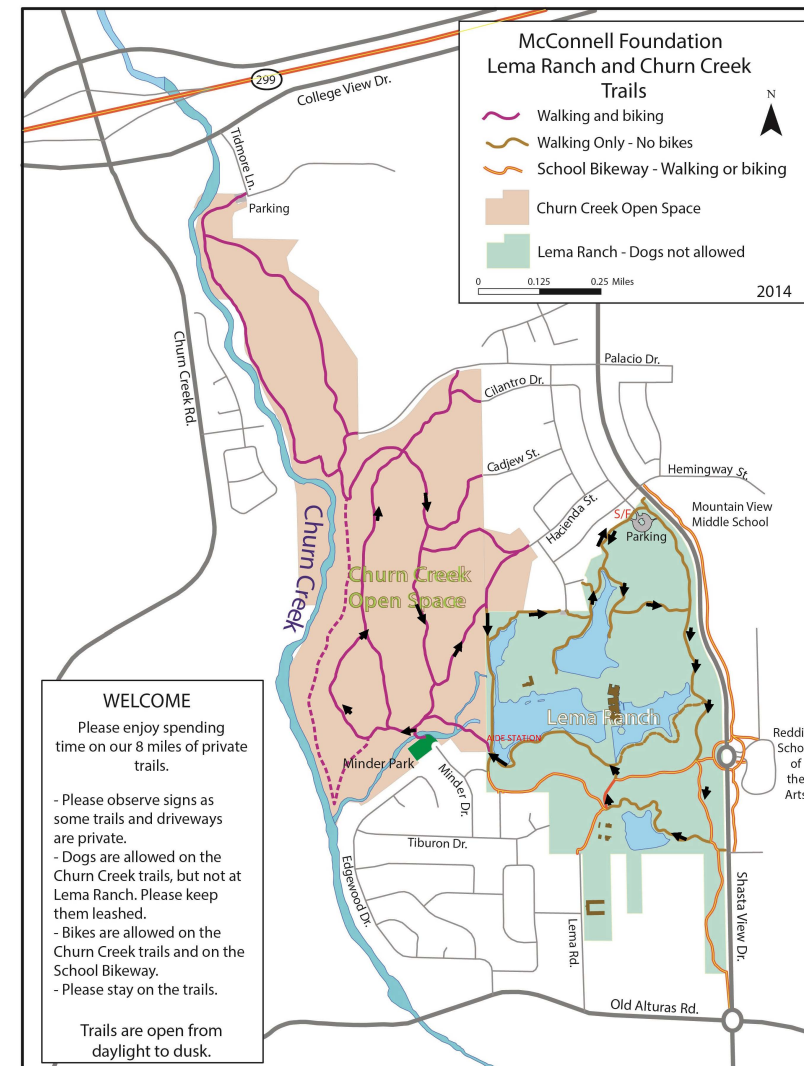 McConnell Foundation
Lema Ranch and Churn Creek
Trails
N
Walking and biking
Walking Only - No bikes
School Bikeway - Walking or biking
Churn Creek Open Space
Lema Ranch - Dogs not allowed
0 0.125 0.25 Miles
2014
299
College View Dr.
Tidmore Ln.
Parking
Churn Creek Rd.
Palacio Dr.
Cilantro Dr.
Cadjew St.
Hemingway St.
Hacienda St.
S/F
Parking
Mountain View
Middle School
Churn Creek
Churn Creek
Open Space
Lema Ranch
AIDE STATION
Minder Park
Minder Dr.
Reddi
Scho
of
the
Arts
Tiburon Dr.
Edgewood Dr.
Lema Rd.
Shasta View Dr.
Old Alturas Rd.
WELCOME
Please enjoy spending
time on our 8 miles of private
trails.
- Please observe signs as
some trails and driveways
are private.
- Dogs are allowed on the
Churn Creek trails, but not at
Lema Ranch. Please keep
them leashed.
- Bikes are allowed on the
Churn Creek trails and on the
School Bikeway.
- Please stay on the trails.
Trails are open from
daylight to dusk.